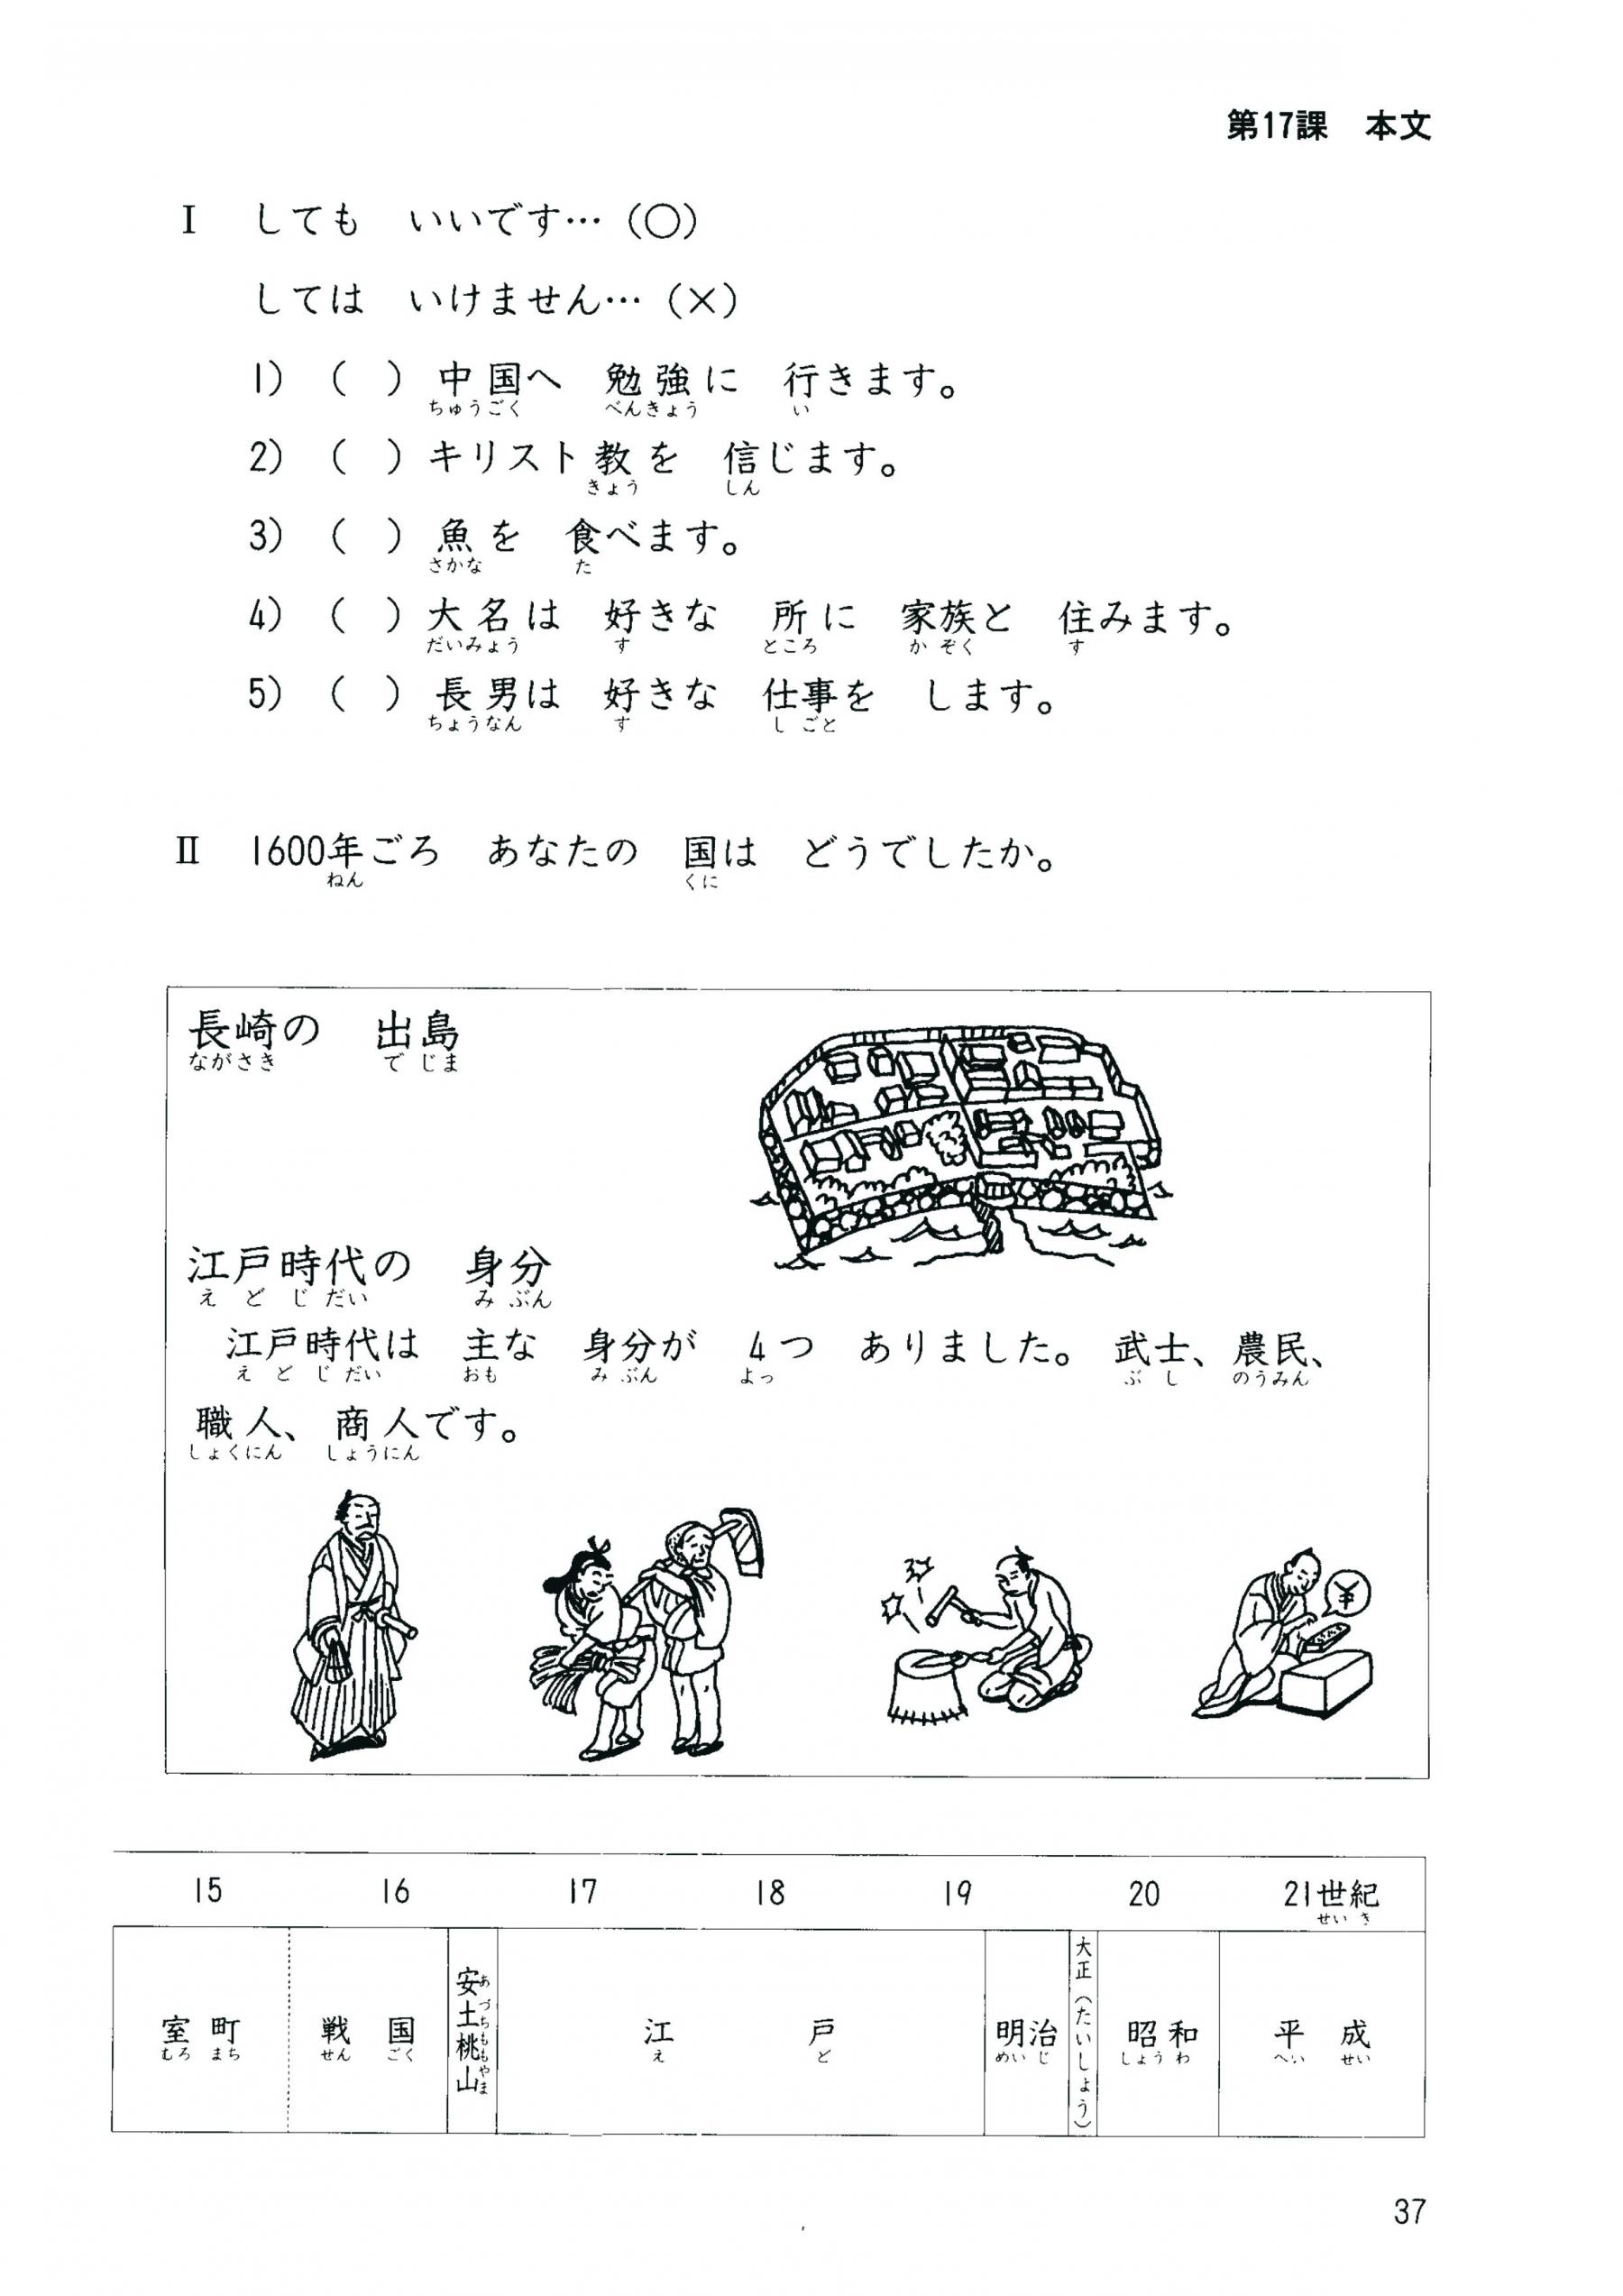 第17課　本文
Ⅰ　しても　いいです…（○）
しては　いけません…（×）
1）（　）中国へ　勉強に　行きます。
ちゅうごく　べんきょう　い
2）（　）キリスト教を　信じます。
きょう　しん
3）（　）魚を　食べます。
さかな　た
4）（　）大名は　好きな　所に　家族と　住みます。
だいみょう　す　ところ　か ぞく　す
5）（　）長男は　好きな　仕事を　します。
ちょうなん　す　し ごと
Ⅱ　1600年ごろ　あなたの　国は　どうでしたか。
ねん　くに
長崎の　出島
ながさき　で じま
江戸時代の　身分
え ど じ だい　み ぶん
江戸時代は　主な　身分が　4つ　ありました。武士、農民、
え ど じ だい　おも　み ぶん　よっ　ぶ し　のうみん
職人、商人です。
しょくにん　しょうにん
¥
15　16　17　18　19　20　21世紀
せい き
室町　戦国　安土桃山　江戸　明治　大正（たいしょう）　昭和　平成
むろ まち　せん ごく　あづちももやま　え ど　めい じ　しょう わ　へい せい
37